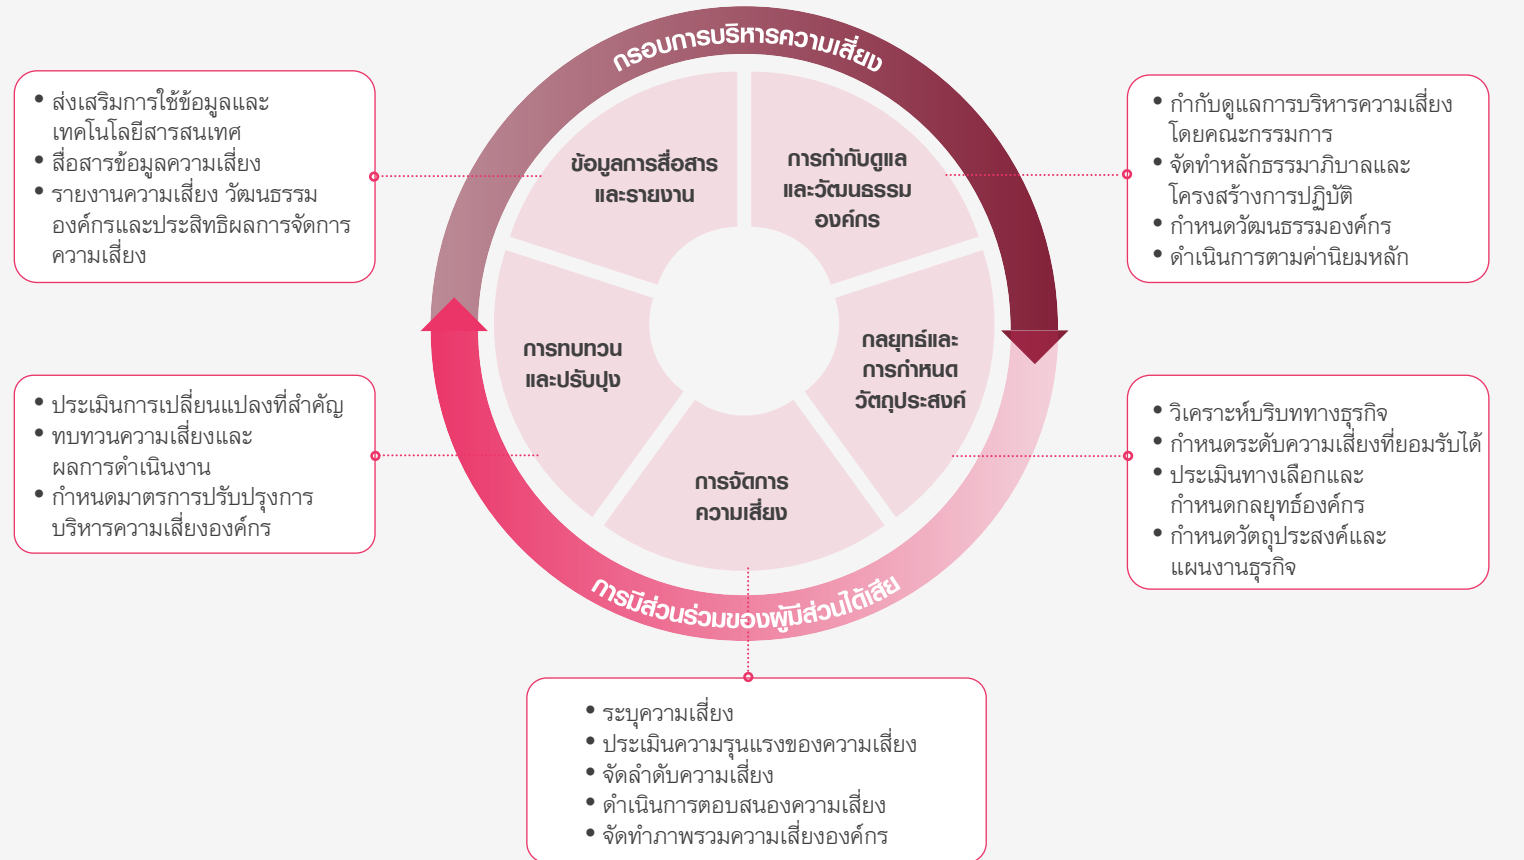 กรอบการบริหารความเสี่ยง
• ส่งเสริมการใช้ข้อมูลและ
เทคโนโลยีสารสนเทศ
• สื่อสารข้อมูลความเสี่ยง
• รายงานความเสี่ยง วัฒนธรรม
องค์กรและประสิทธิผลการจัดการ
ความเสี่ยง
ข้อมูลการสื่อสาร
และรายงาน
การกำกับดูแล
และวัฒนธรรม
องค์กร
• กำกับดูแลการบริหารความเสี่ยง
โดยคณะกรรมการ
• จัดทำหลักธรรมาภิบาลและ
โครงสร้างการปฏิบัติ
• กำหนดวัฒนธรรมองค์กร
• ดำเนินการตามค่านิยมหลัก
การทบทวน
และปรับปุง
กลยุทธ์และ
การกำหนด
วัตถุประสงค์
• ประเมินการเปลี่ยนแปลงที่สำคัญ
• ทบทวนความเสี่ยงและ
ผลการดำเนินงาน
• กำหนดมาตรการปรับปรุงการ
บริหารความเสี่ยงองค์กร
การจัดการ
ความเสี่ยง
• วิเคราะห์บริบททางธุรกิจ
• กำหนดระดับความเสี่ยงที่ยอมรับได้
• ประเมินทางเลือกและ
กำหนดกลยุทธ์องค์กร
• กำหนดวัตถุประสงค์และ
แผนงานธุรกิจ
การมีส่วนร่วมของผู้มีส่วนได้เสีย
• ระบุความเสี่ยง
• ประเมินความรุนแรงของความเสี่ยง
• จัดลำดับความเสี่ยง
• ดำเนินการตอบสนองความเสี่ยง
• จัดทำภาพรวมความเสี่ยงองค์กร